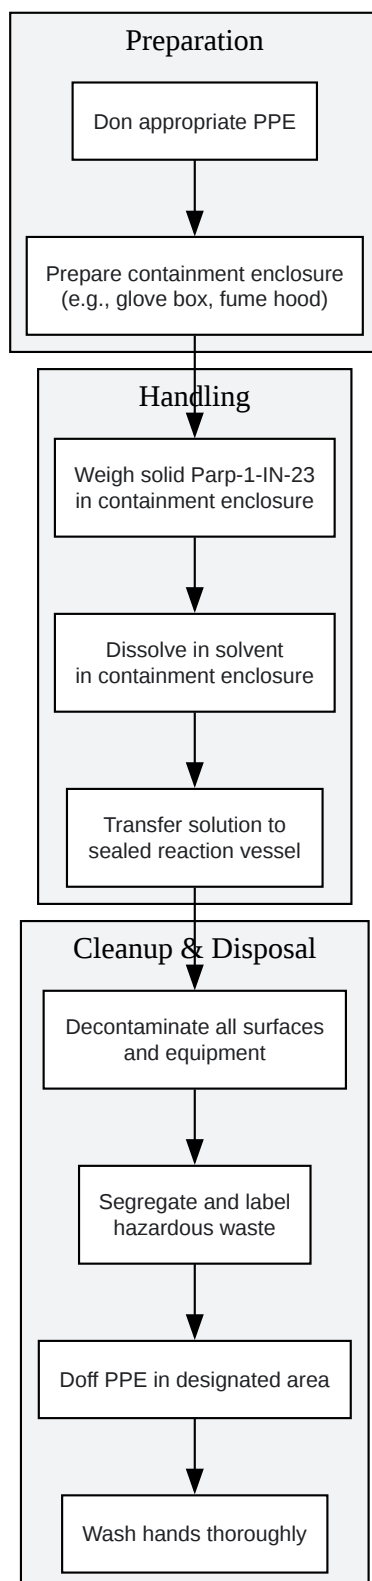 Preparation
Don appropriate PPE
Prepare containment enclosure
(e.g., glove box, fume hood)
Handling
Weigh solid Parp-1-IN-23
in containment enclosure
Dissolve in solvent
in containment enclosure
Transfer solution to
sealed reaction vessel
Cleanup & Disposal
Decontaminate all surfaces
and equipment
Segregate and label
hazardous waste
Doff PPE in designated area
Wash hands thoroughly